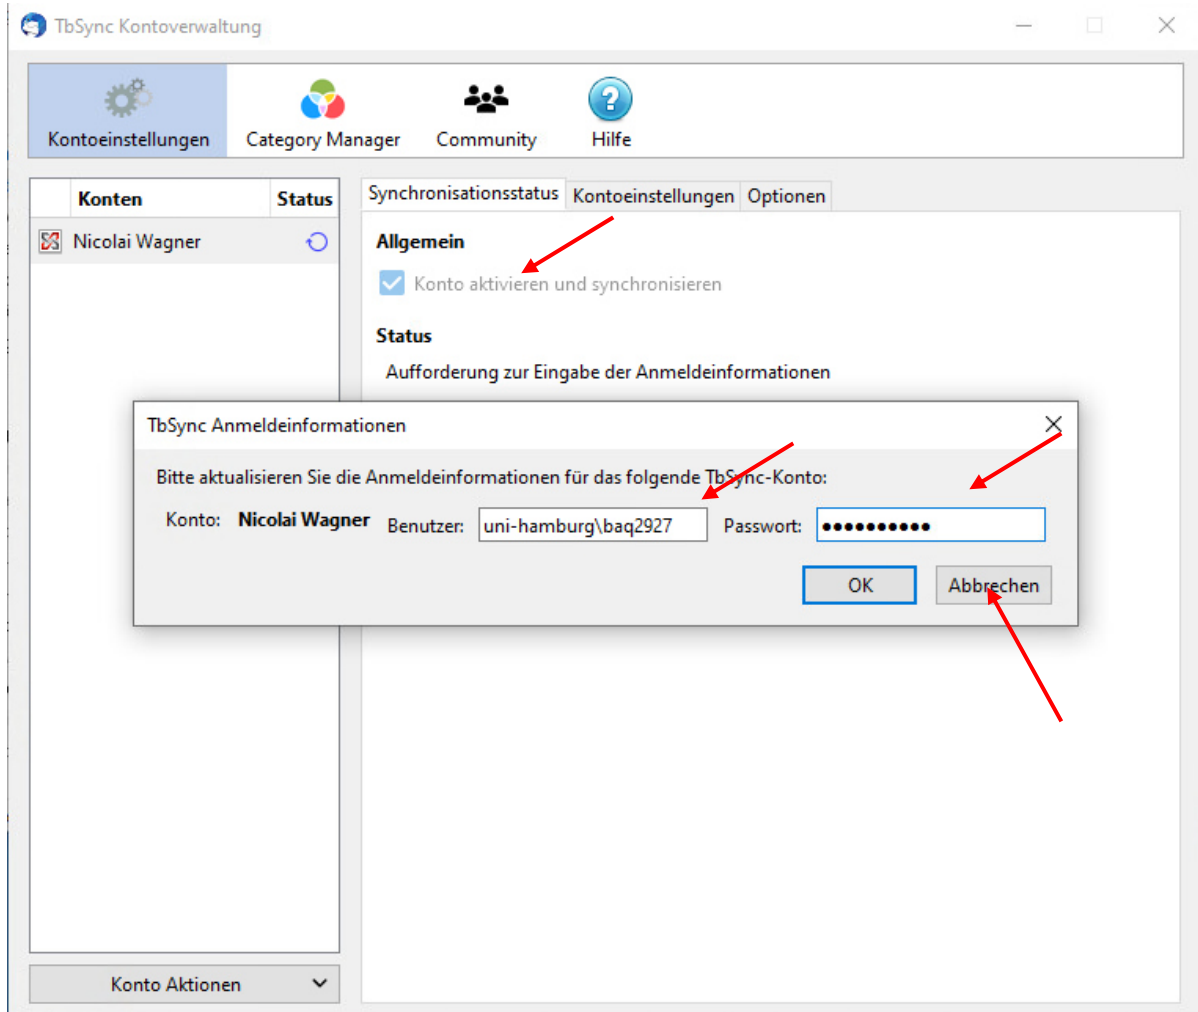 TbSync Kontoverwaltung
Kontoeinstellungen Category Manager Community Hilfe
Konten Status
Nicolai Wagner
Synchronisationsstatus Kontoeinstellungen Optionen
Allgemein
Konto aktivieren und synchronisieren
Status
Aufforderung zur Eingabe der Anmeldeinformationen
TbSync Anmeldeinformationen
Bitte aktualisieren Sie die Anmeldeinformationen für das folgende TbSync-Konto:
Konto: Nicolai Wagner Benutzer: uni-hamburg\baq2927 Passwort: ●●●●●●●●●●
OK Abbrechen
Konto Aktionen